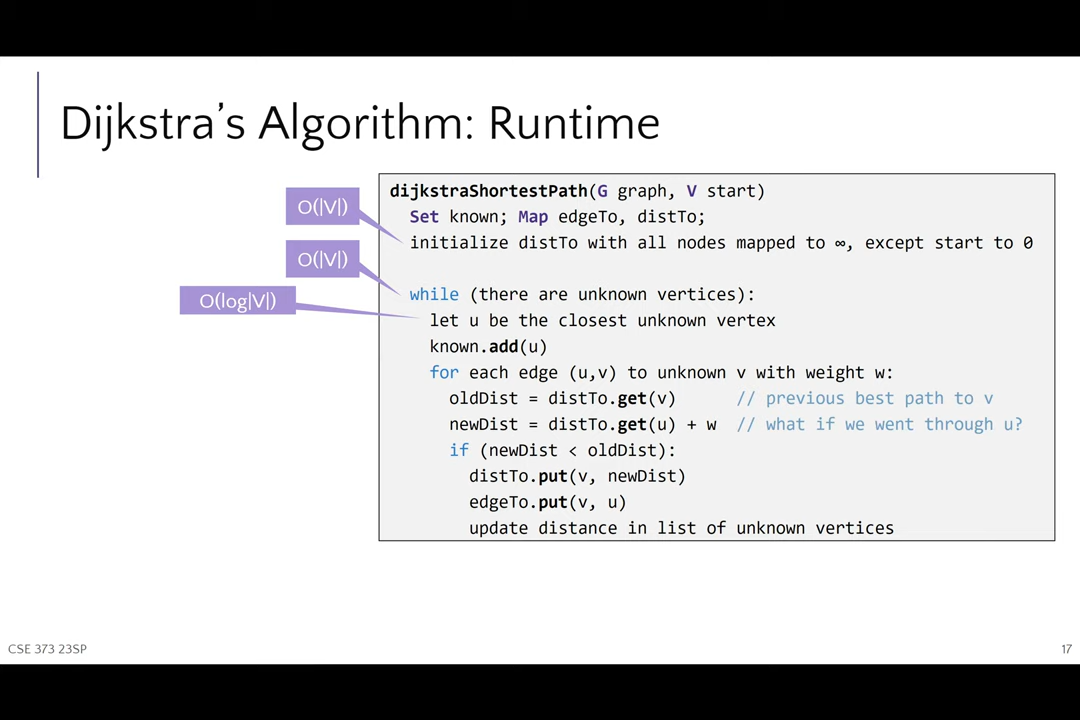 Dijkstra’s Algorithm: Runtime
O(|V|)
O(|V|)
O(log|V|)
dijkstraShortestPath(G graph, V start)
Set known; Map edgeTo, distTo;
initialize distTo with all nodes mapped to ∞, except start to 0
while (there are unknown vertices):
let u be the closest unknown vertex
known.add(u)
for each edge (u,v) to unknown v with weight w:
oldDist = distTo.get(v) // previous best path to v
newDist = distTo.get(u) + w // what if we went through u?
if (newDist < oldDist):
distTo.put(v, newDist)
edgeTo.put(v, u)
update distance in list of unknown vertices
CSE 373 23SP
17